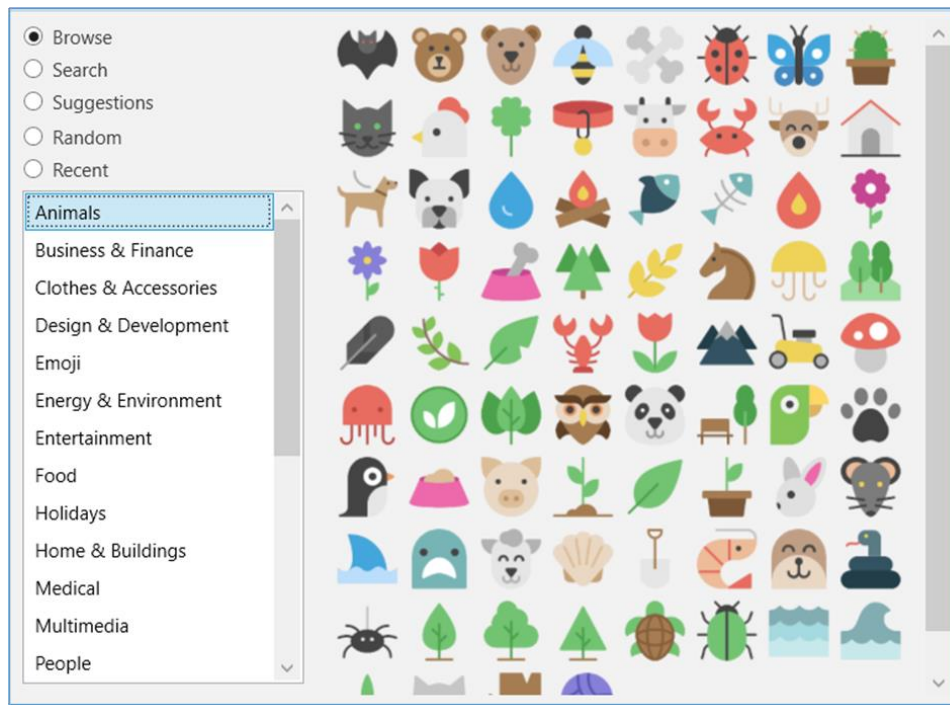 Browse
Search
Suggestions
Random
Recent
Animals
Business & Finance
Clothes & Accessories
Design & Development
Emoji
Energy & Environment
Entertainment
Food
Holidays
Home & Buildings
Medical
Multimedia
People